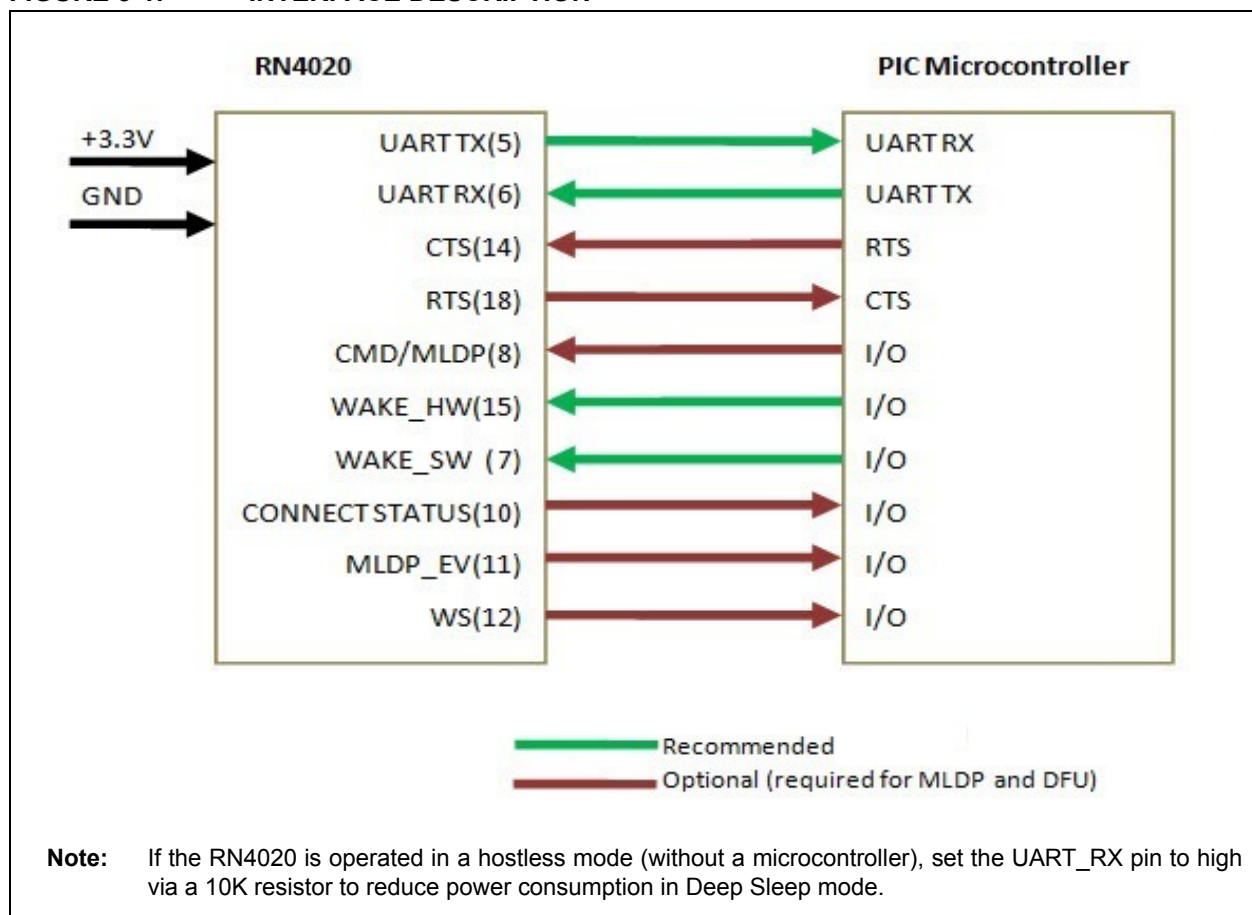 RN4020 PIC Microcontroller
+3.3V
GND
UART TX(5) UART RX
UART RX(6) UART TX
CTS(14) RTS
RTS(18) CTS
CMD/MLDP(8) I/O
WAKE_HW(15) I/O
WAKE_SW (7) I/O
CONNECT STATUS(10) I/O
MLDP_EV(11) I/O
WS(12) I/O
Recommended
Optional (required for MLDP and DFU)
Note: If the RN4020 is operated in a hostless mode (without a microcontroller), set the UART_RX pin to high
via a 10K resistor to reduce power consumption in Deep Sleep mode.